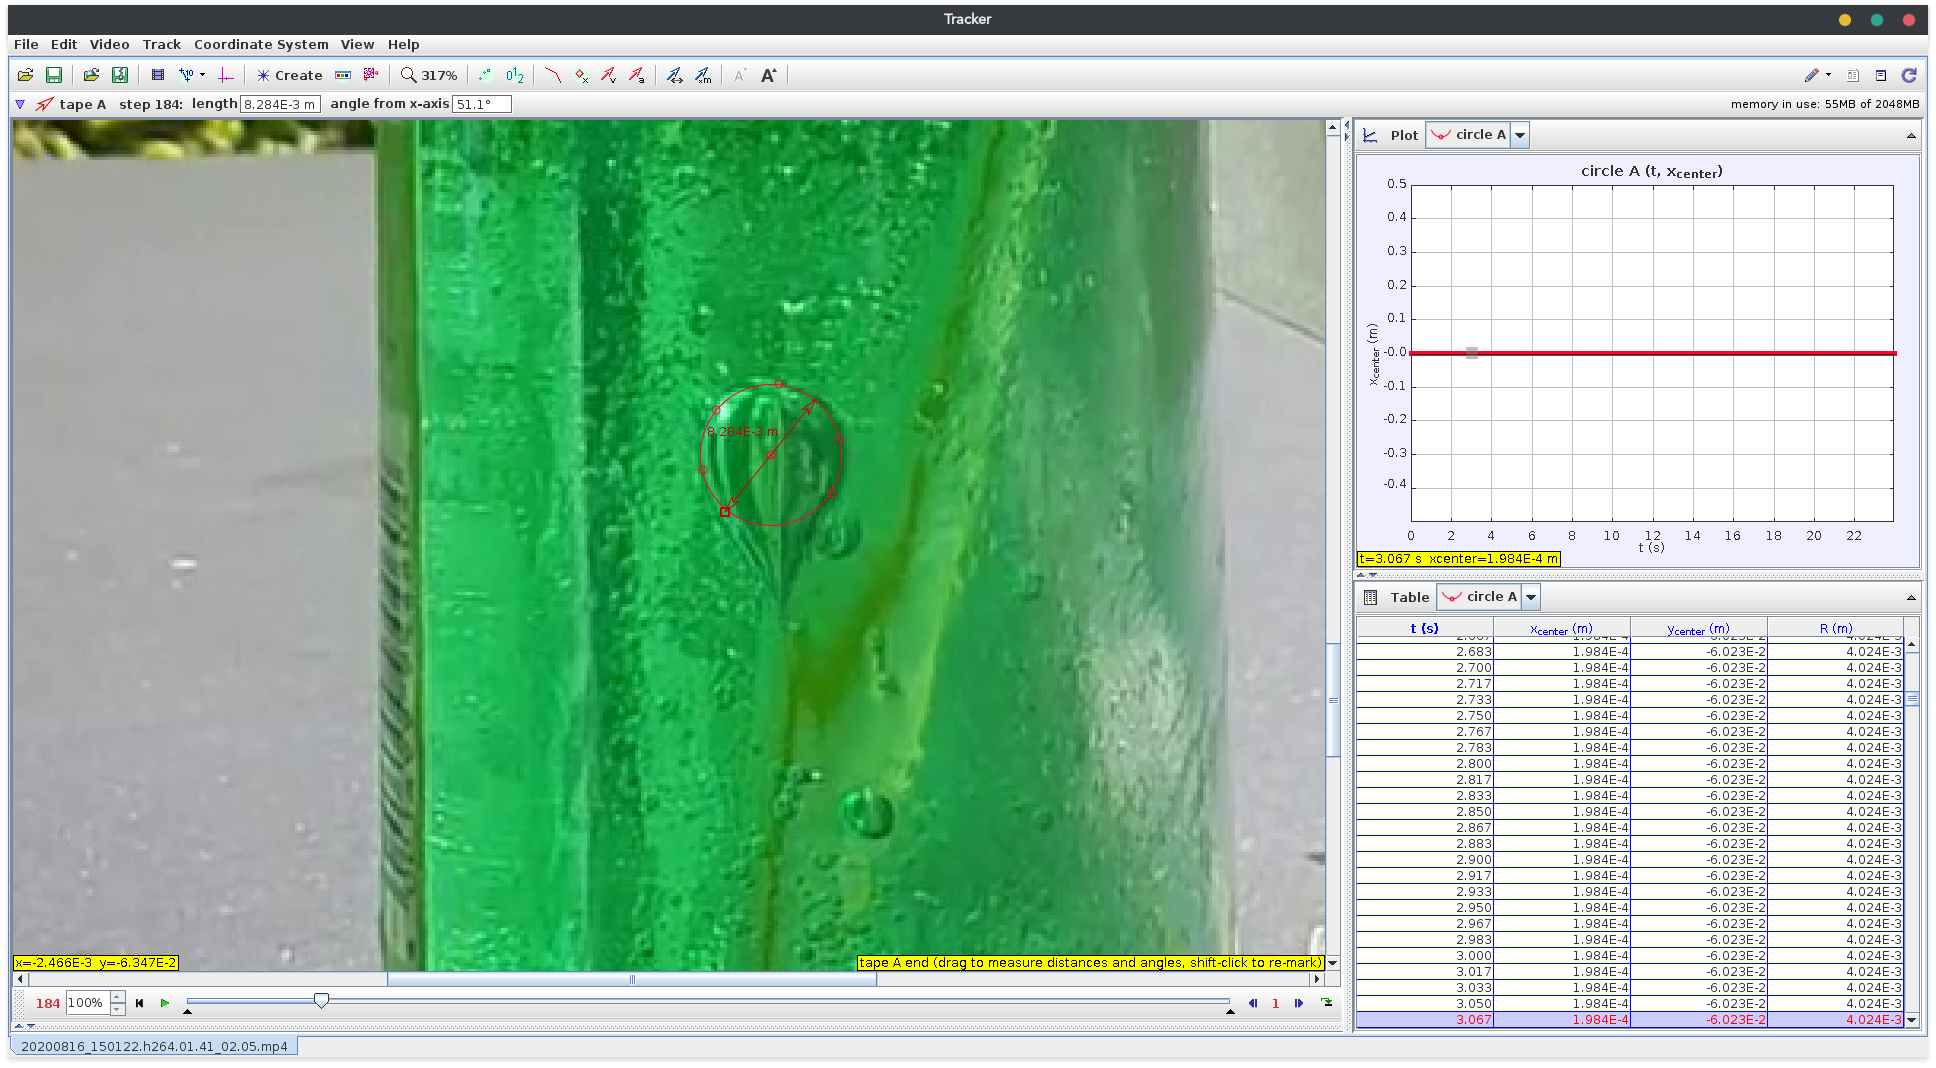 Tracker
File Edit Video Track Coordinate System View Help
Create 317%
tape A step 184: length 8.284E-3 m angle from x-axis 51.1° memory in use: 55MB of 2048MB
8.284E-3 m
x=-2.466E-3 y=-6.347E-2
tape A end (drag to measure distances and angles, shift-click to re-mark)
184 100% 1
20200816_150122.h264.01.41_02.05.mp4
Plot circle A
circle A (t, xcenter)
0.5
0.4
0.3
0.2
0.1
-0.0
-0.1
-0.2
-0.3
-0.4
xcenter (m)
0 2 4 6 8 10 12 14 16 18 20 22
t (s)
t=3.067 s xcenter=1.984E-4 m
Table circle A
t (s) xcenter (m) ycenter (m) R (m)
2.683 1.984E-4 -6.023E-2 4.024E-3
2.700 1.984E-4 -6.023E-2 4.024E-3
2.717 1.984E-4 -6.023E-2 4.024E-3
2.733 1.984E-4 -6.023E-2 4.024E-3
2.750 1.984E-4 -6.023E-2 4.024E-3
2.767 1.984E-4 -6.023E-2 4.024E-3
2.783 1.984E-4 -6.023E-2 4.024E-3
2.800 1.984E-4 -6.023E-2 4.024E-3
2.817 1.984E-4 -6.023E-2 4.024E-3
2.833 1.984E-4 -6.023E-2 4.024E-3
2.850 1.984E-4 -6.023E-2 4.024E-3
2.867 1.984E-4 -6.023E-2 4.024E-3
2.883 1.984E-4 -6.023E-2 4.024E-3
2.900 1.984E-4 -6.023E-2 4.024E-3
2.917 1.984E-4 -6.023E-2 4.024E-3
2.933 1.984E-4 -6.023E-2 4.024E-3
2.950 1.984E-4 -6.023E-2 4.024E-3
2.967 1.984E-4 -6.023E-2 4.024E-3
2.983 1.984E-4 -6.023E-2 4.024E-3
3.000 1.984E-4 -6.023E-2 4.024E-3
3.017 1.984E-4 -6.023E-2 4.024E-3
3.033 1.984E-4 -6.023E-2 4.024E-3
3.050 1.984E-4 -6.023E-2 4.024E-3
3.067 1.984E-4 -6.023E-2 4.024E-3